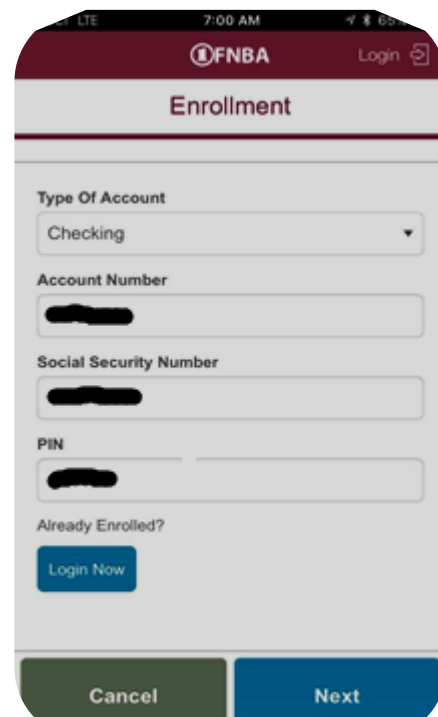 LTE 7:00 AM
FNBA Login
Enrollment
Type Of Account
Checking
Account Number
Social Security Number
PIN
Already Enrolled?
Login Now
Cancel Next